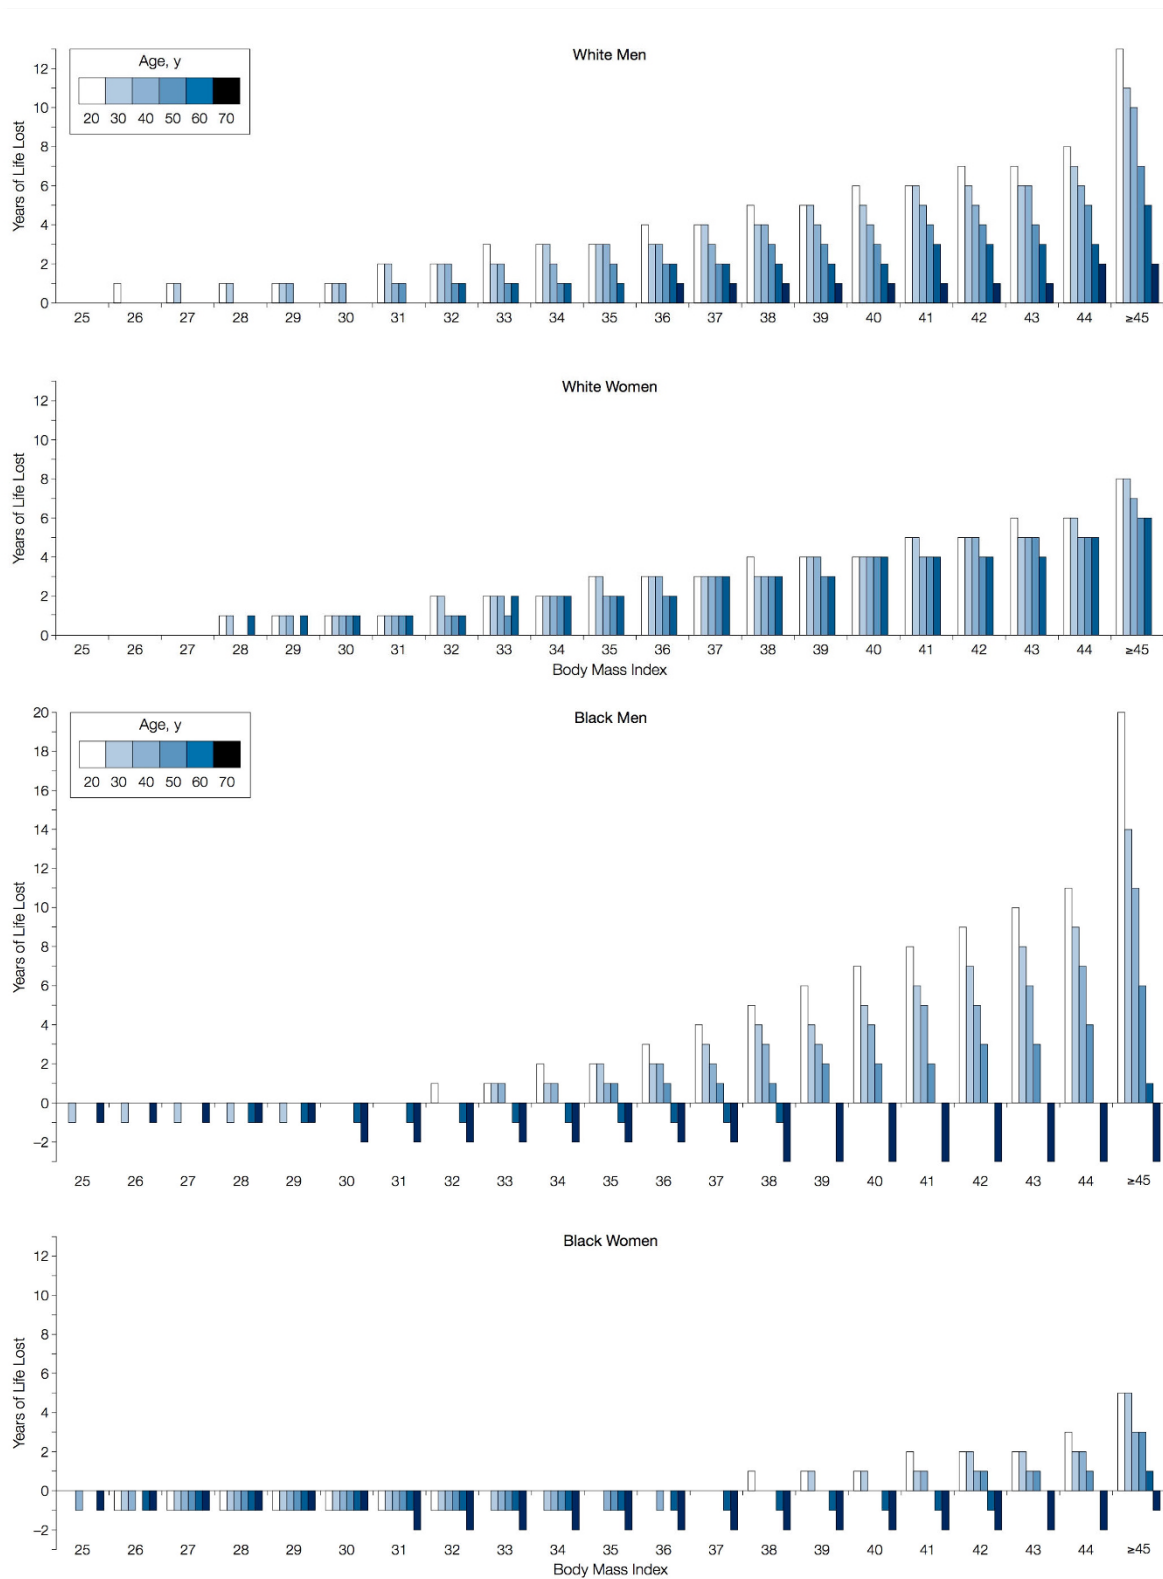 White Men
Age, y
20 30 40 50 60 70
Years of Life Lost
12
10
8
6
4
2
0
25 26 27 28 29 30 31 32 33 34 35 36 37 38 39 40 41 42 43 44 ≥45
White Women
Years of Life Lost
12
10
8
6
4
2
0
25 26 27 28 29 30 31 32 33 34 35 36 37 38 39 40 41 42 43 44 ≥45
Body Mass Index
Black Men
Age, y
20 30 40 50 60 70
Years of Life Lost
20
18
16
14
12
10
8
6
4
2
0
−2
25 26 27 28 29 30 31 32 33 34 35 36 37 38 39 40 41 42 43 44 ≥45
Black Women
Years of Life Lost
12
10
8
6
4
2
0
−2
25 26 27 28 29 30 31 32 33 34 35 36 37 38 39 40 41 42 43 44 ≥45
Body Mass Index